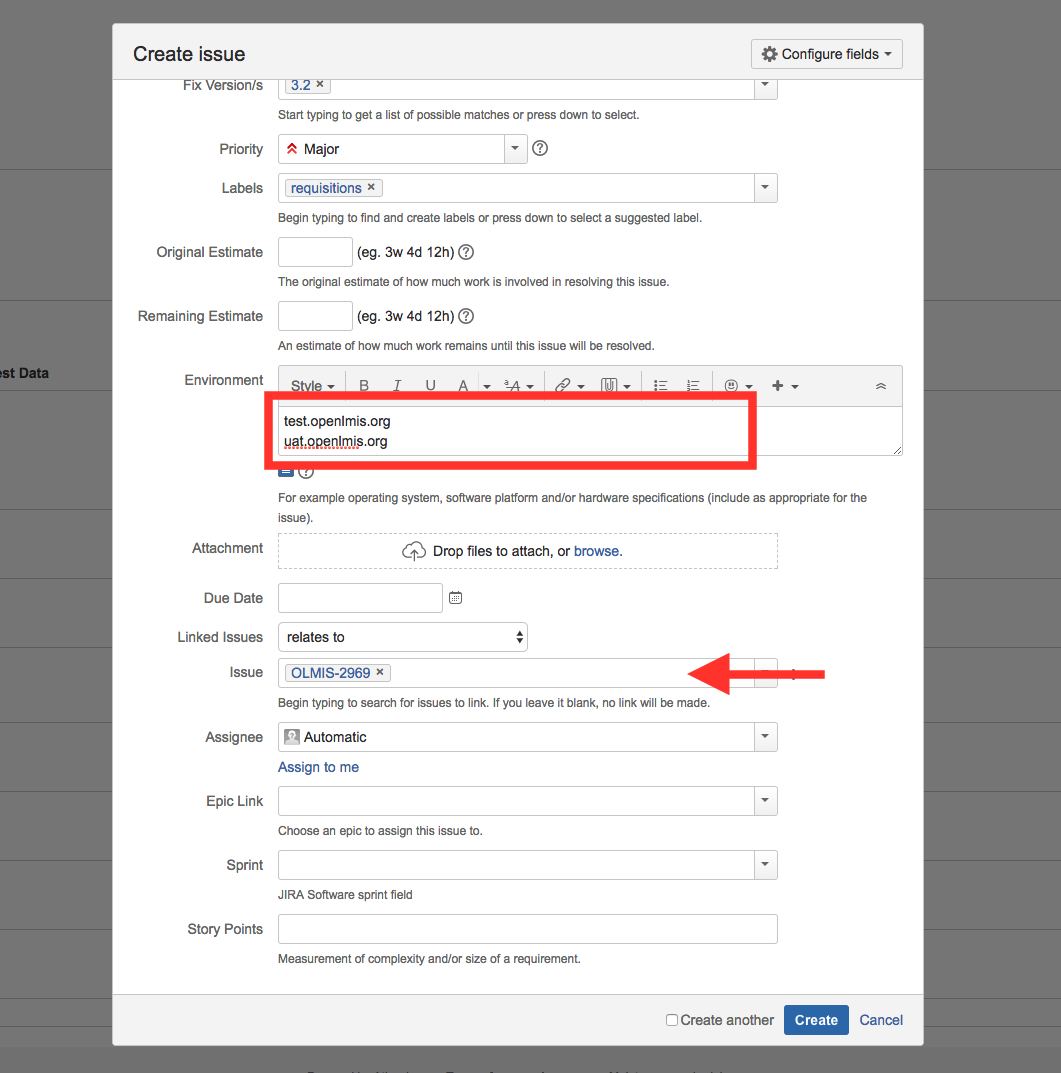 Create issue
Configure fields
Fix Version/s 3.2 ×
Start typing to get a list of possible matches or press down to select.
Priority Major
Labels requisitions ×
Begin typing to find and create labels or press down to select a suggested label.
Original Estimate (eg. 3w 4d 12h)
The original estimate of how much work is involved in resolving this issue.
Remaining Estimate (eg. 3w 4d 12h)
An estimate of how much work remains until this issue will be resolved.
est Data
Environment Style B I U A
test.openlmis.org
uat.openlmis.org
For example operating system, software platform and/or hardware specifications (include as appropriate for the
issue).
Attachment Drop files to attach, or browse.
Due Date
Linked Issues relates to
Issue OLMIS-2969 ×
Begin typing to search for issues to link. If you leave it blank, no link will be made.
Assignee Automatic
Assign to me
Epic Link
Choose an epic to assign this issue to.
Sprint
JIRA Software sprint field
Story Points
Measurement of complexity and/or size of a requirement.
Create another Create Cancel